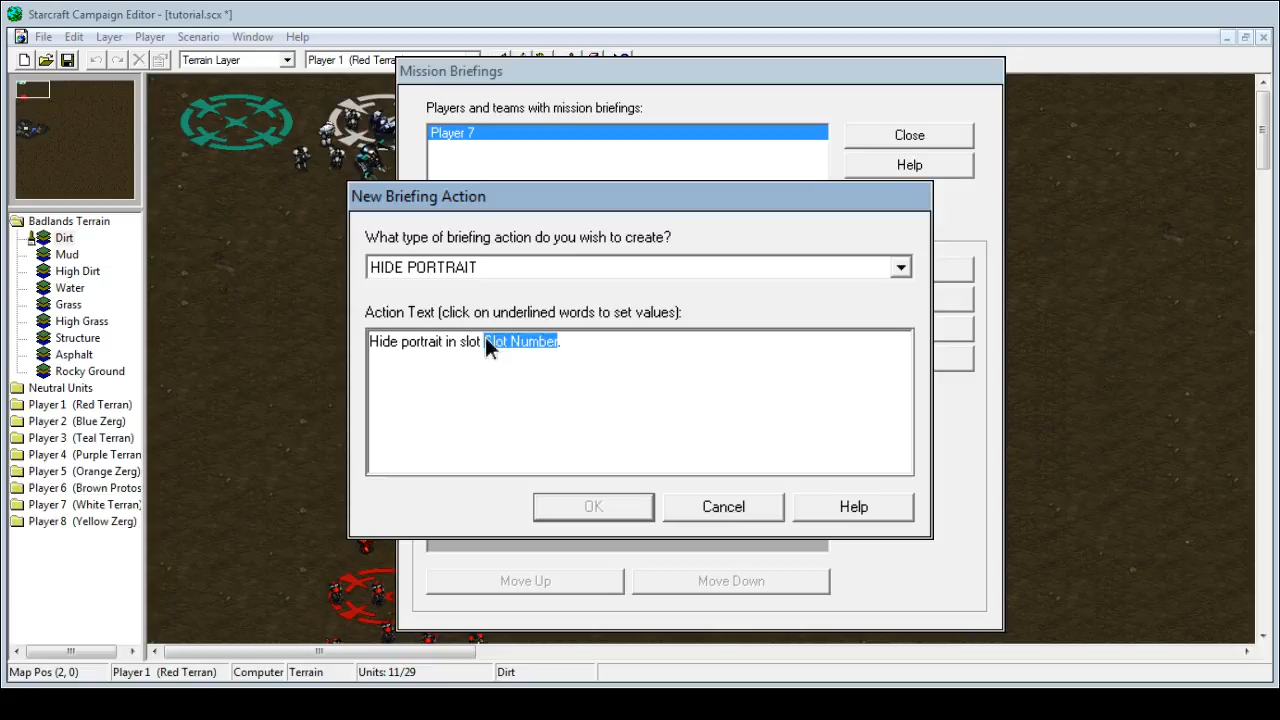 Starcraft Campaign Editor - [tutorial.scx *]
File Edit Layer Player Scenario Window Help
Terrain Layer
Player 1 (Red Terra
Mission Briefings
Players and teams with mission briefings:
Player 7
Close
Help
New Briefing Action
What type of briefing action do you wish to create?
HIDE PORTRAIT
Action Text (click on underlined words to set values):
Hide portrait in slot Slot Number.
OK Cancel Help
Move Up Move Down
Badlands Terrain
Dirt
Mud
High Dirt
Water
Grass
High Grass
Structure
Asphalt
Rocky Ground
Neutral Units
Player 1 (Red Terran)
Player 2 (Blue Zerg)
Player 3 (Teal Terran)
Player 4 (Purple Terran)
Player 5 (Orange Zerg)
Player 6 (Brown Protos
Player 7 (White Terran)
Player 8 (Yellow Zerg)
Map Pos (2, 0) Player 1 (Red Terran) Computer Terrain Units: 11/29 Dirt